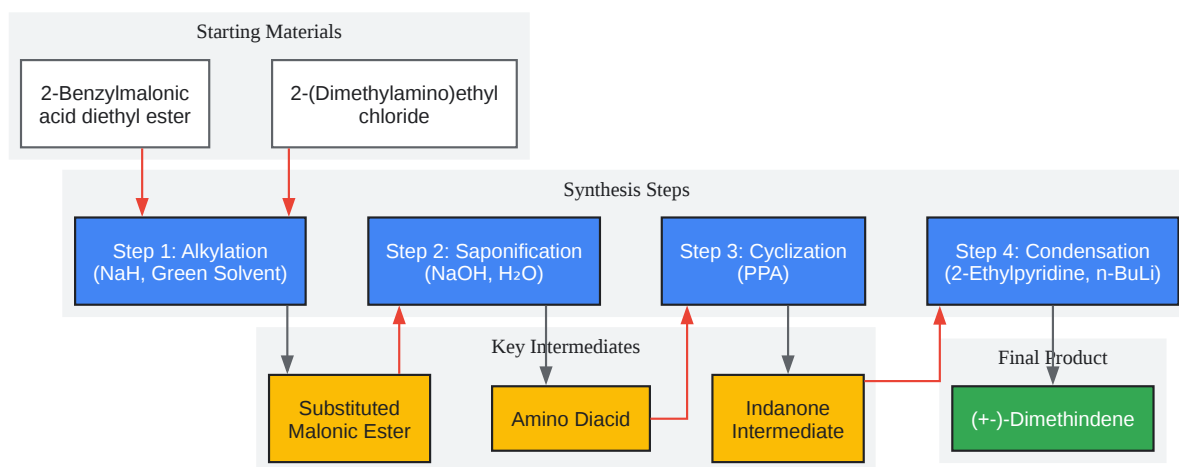 Starting Materials
2-Benzylmalonic
acid diethyl ester
2-(Dimethylamino)ethyl
chloride
Synthesis Steps
Step 1: Alkylation
(NaH, Green Solvent)
Step 2: Saponification
(NaOH, H₂O)
Step 3: Cyclization
(PPA)
Step 4: Condensation
(2-Ethylpyridine, n-BuLi)
Key Intermediates
Substituted
Malonic Ester
Amino Diacid
Indanone
Intermediate
Final Product
(+-)-Dimethindene